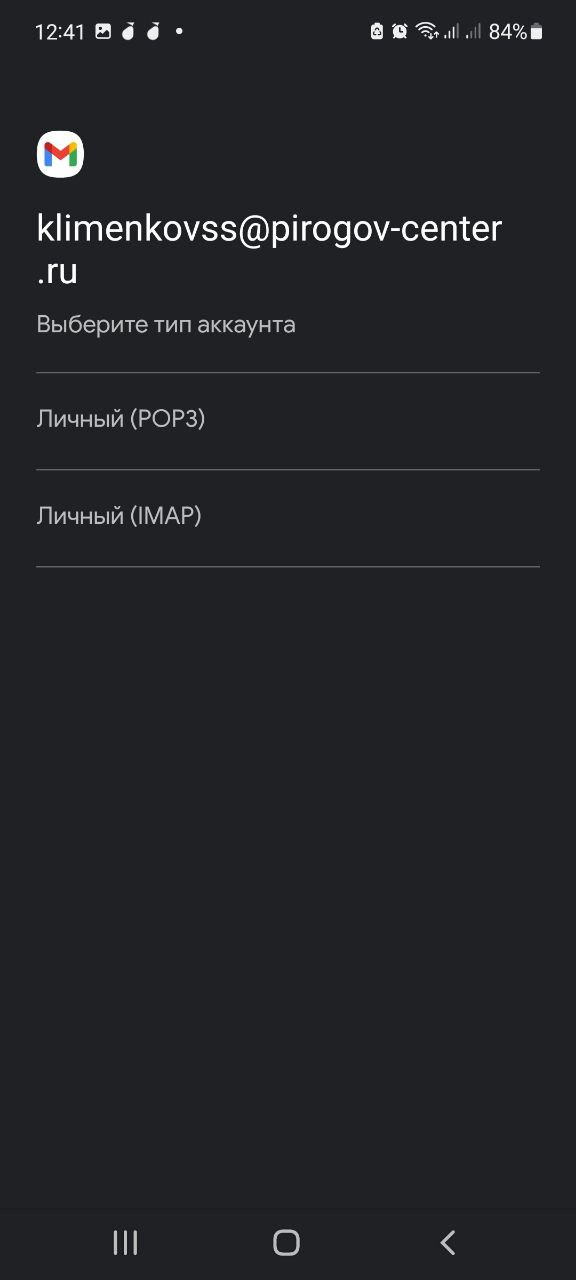 12:41
84%
klimenkovss@pirogov-center
.ru
Выберите тип аккаунта
Личный (POP3)
Личный (IMAP)